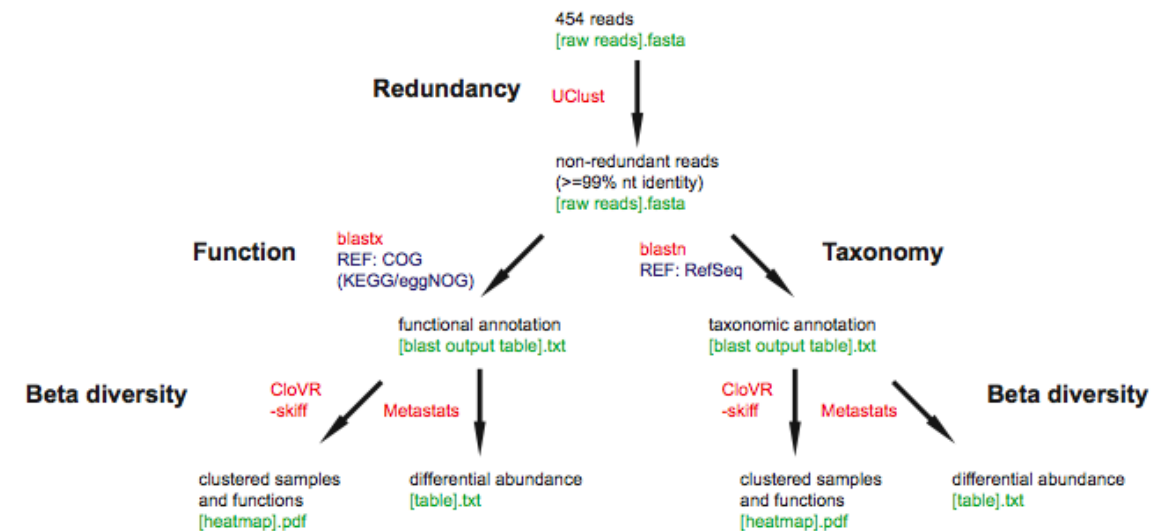 454 reads
[raw reads].fasta
Redundancy
UClust
non-redundant reads
(>=99% nt identity)
[raw reads].fasta
Function
blastx
REF: COG
(KEGG/eggNOG)
blastn
REF: RefSeq
Taxonomy
functional annotation
[blast output table].txt
taxonomic annotation
[blast output table].txt
Beta diversity
CloVR
-skiff
Metastats
CloVR
-skiff
Metastats
Beta diversity
clustered samples
and functions
[heatmap].pdf
differential abundance
[table].txt
clustered samples
and functions
[heatmap].pdf
differential abundance
[table].txt